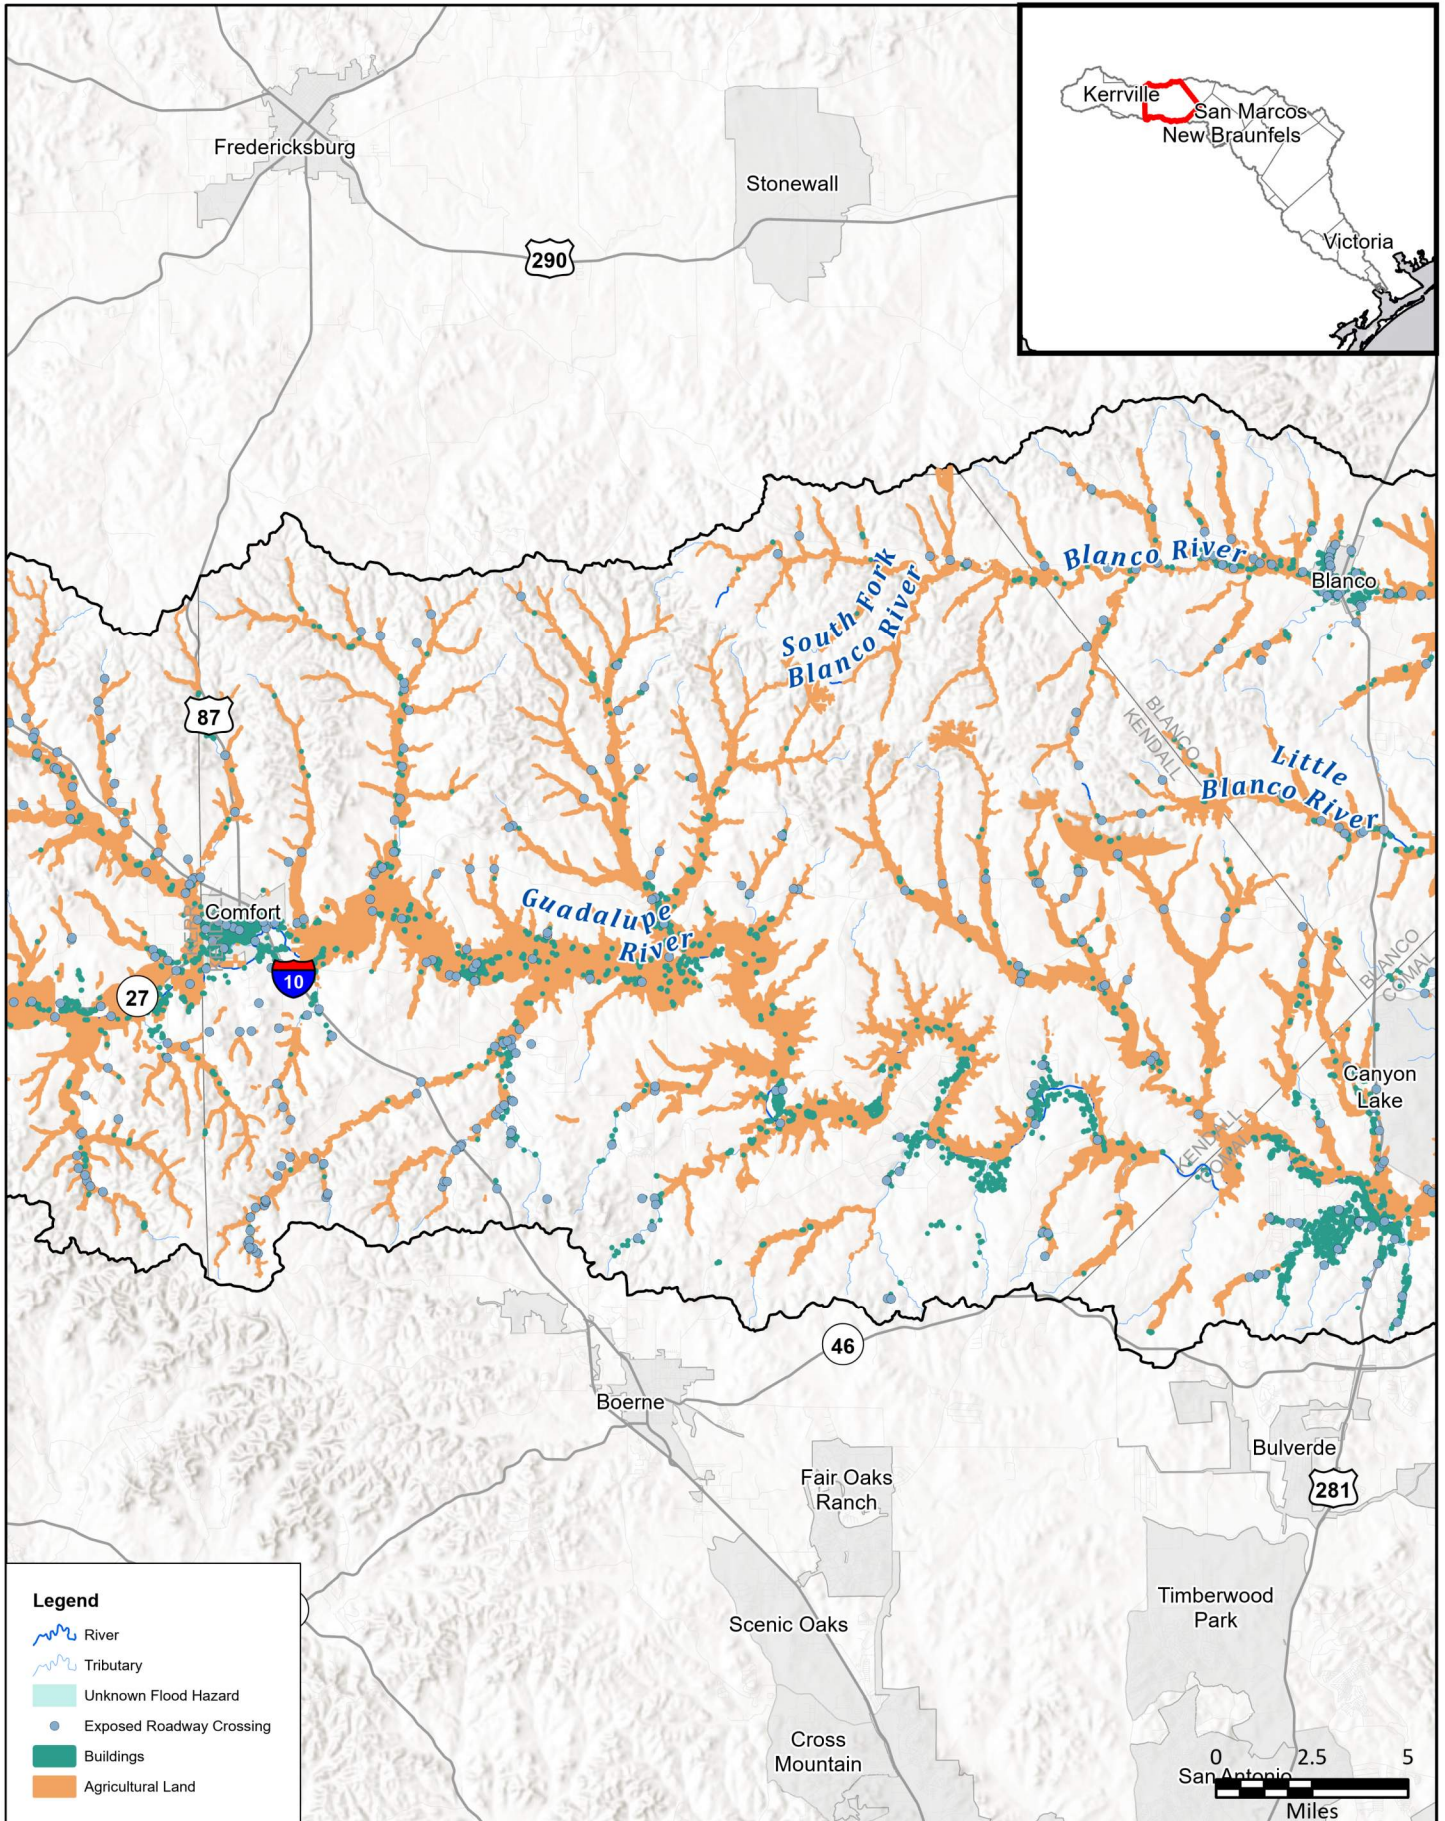 Kerrville
San Marcos
New Braunfels
Victoria
Fredericksburg
Stonewall
290
Blanco River
Blanco
South Fork
Blanco River
87
BLANCO
KENDALL
Little
Blanco River
Guadalupe
River
Comfort
10
27
BLANCO
COMAL
Canyon
Lake
KENDALL
COMAL
46
Boerne
Bulverde
281
Fair Oaks
Ranch
Timberwood
Park
Scenic Oaks
Cross
Mountain
San Antonio
Legend
River
Tributary
Unknown Flood Hazard
Exposed Roadway Crossing
Buildings
Agricultural Land
0 2.5 5
Miles